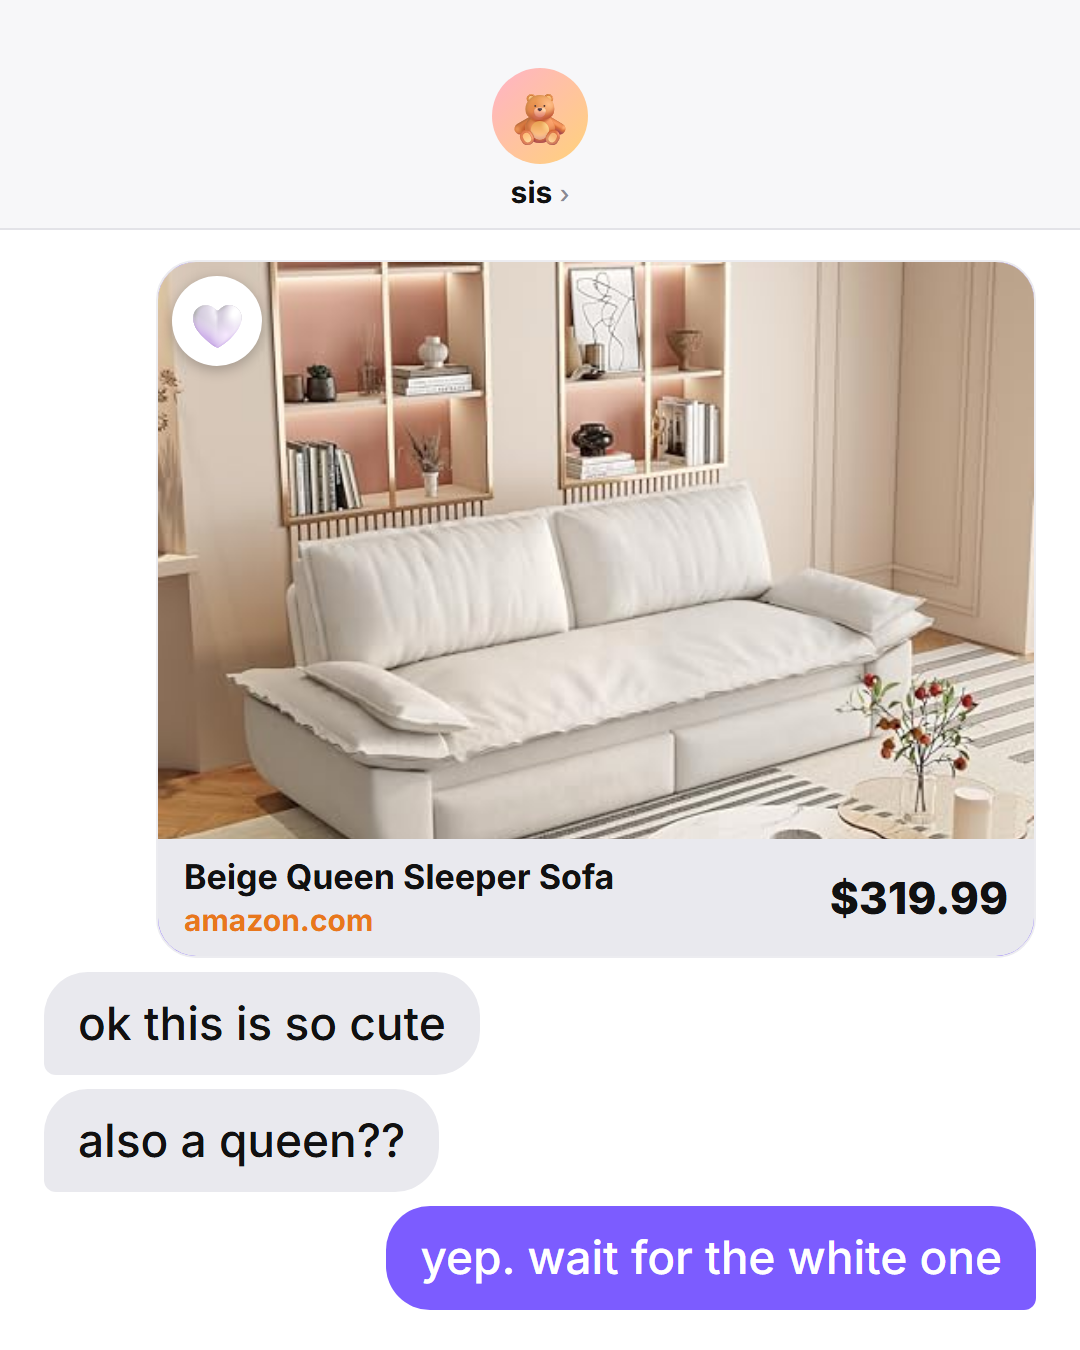 sis ›
Beige Queen Sleeper Sofa
amazon.com
$319.99
ok this is so cute
also a queen??
yep. wait for the white one